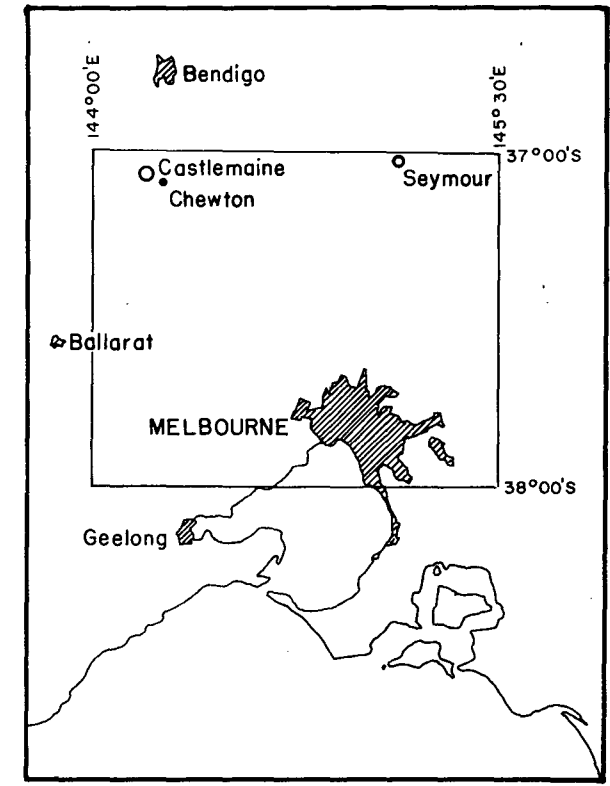 144°00'E
145°30'E
Bendigo
37°00'S
Castlemaine
Seymour
Chewton
Ballarat
MELBOURNE
38°00'S
Geelong